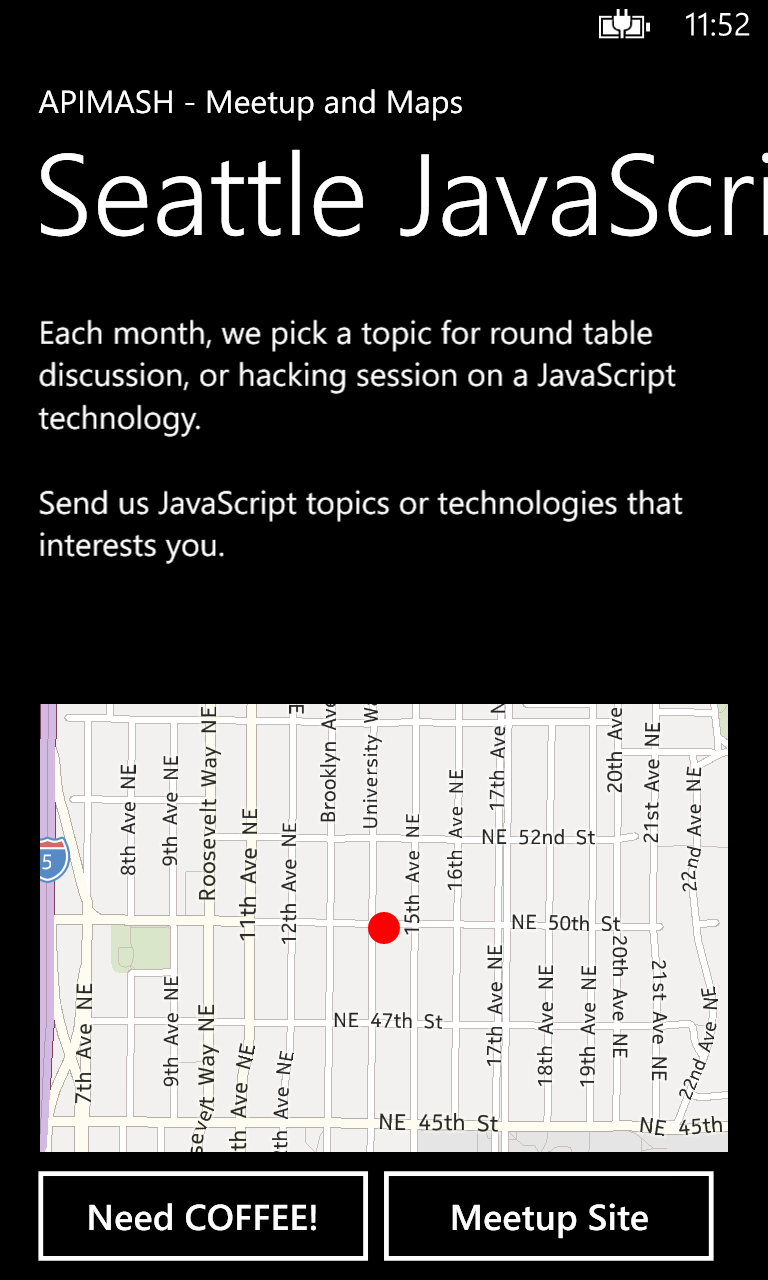 11:52
APIMASH - Meetup and Maps
Seattle JavaScri
Each month, we pick a topic for round table
discussion, or hacking session on a JavaScript
technology.
Send us JavaScript topics or technologies that
interests you.
Brooklyn Ave
University Wa
17th Ave N
20th Ave
21st Ave NE
8th Ave NE
9th Ave NE
Roosevelt Way NE
16th Ave NE
22nd Ave NE
11th Ave NE
12th Ave NE
15th Ave NE
NE 52nd St
5
NE 50th St
20th Ave NE
21st Ave NE
17th Ave NE
18th Ave NE
19th Ave NE
7th Ave NE
9th Ave NE
sevelt Way NE
th Ave NE
th Ave NE
22nd Ave NE
NE 47th St
NE 45th St
NE 45th
Need COFFEE!
Meetup Site